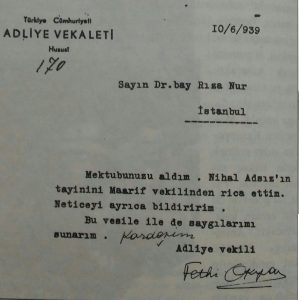 Türkiye Cümhuriyeti
ADLİYE VEKALETİ
Hususî
170
IO/6/939
Sayın Dr.bay Rıza Nur
İstanbul
Mektubunuzu aldım . Nihal Adsız'ın
tayinini Maarif vekilinden rica ettim.
Neticeyi ayrıca bildiririm .
Bu vesile ile de saygılarımı
sunarım . Kardeşim
Adliye vekili
Fethi Okyar